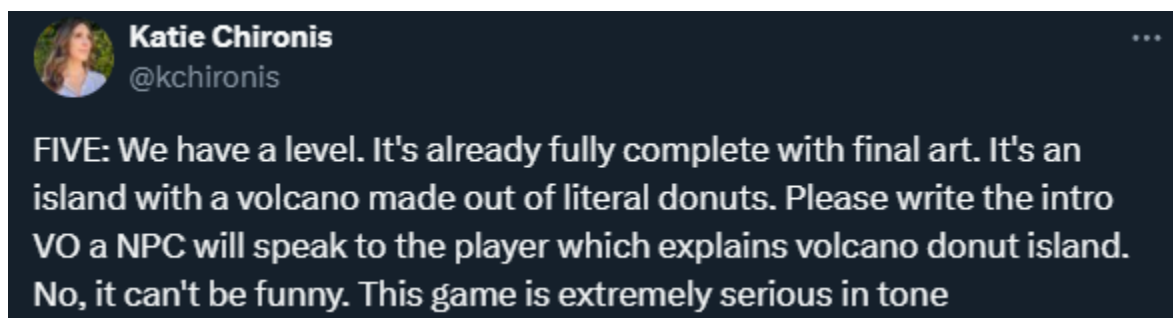 Katie Chironis
@kchironis
FIVE: We have a level. It's already fully complete with final art. It's an
island with a volcano made out of literal donuts. Please write the intro
VO a NPC will speak to the player which explains volcano donut island.
No, it can't be funny. This game is extremely serious in tone